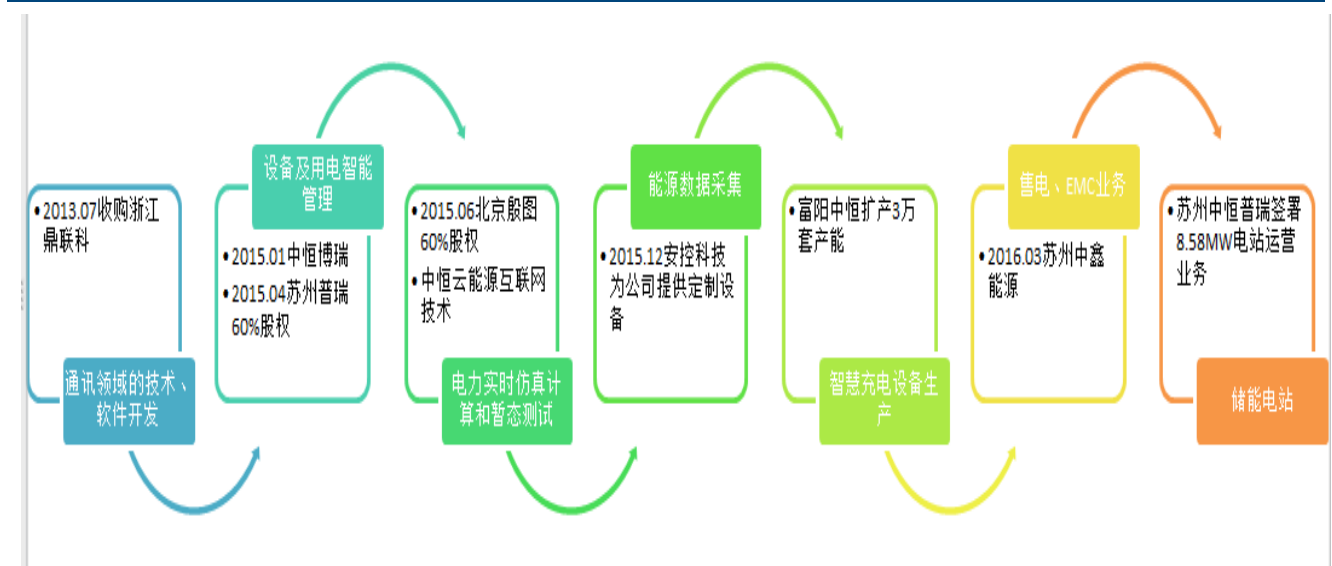 •2013.07收购浙江
鼎联科
通讯领域的技术、
软件开发
设备及用电智能
管理
•2015.01中恒博瑞
•2015.04苏州普瑞
60%股权
•2015.06北京殷图
60%股权
•中恒云能源互联网
技术
电力实时仿真计
算和暂态测试
能源数据采集
•2015.12安控科技
为公司提供定制设
备
•富阳中恒扩产3万
套产能
智慧充电设备生
产
售电、EMC业务
•2016.03苏州中鑫
能源
•苏州中恒普瑞签署
8.58MW电站运营
业务
储能电站